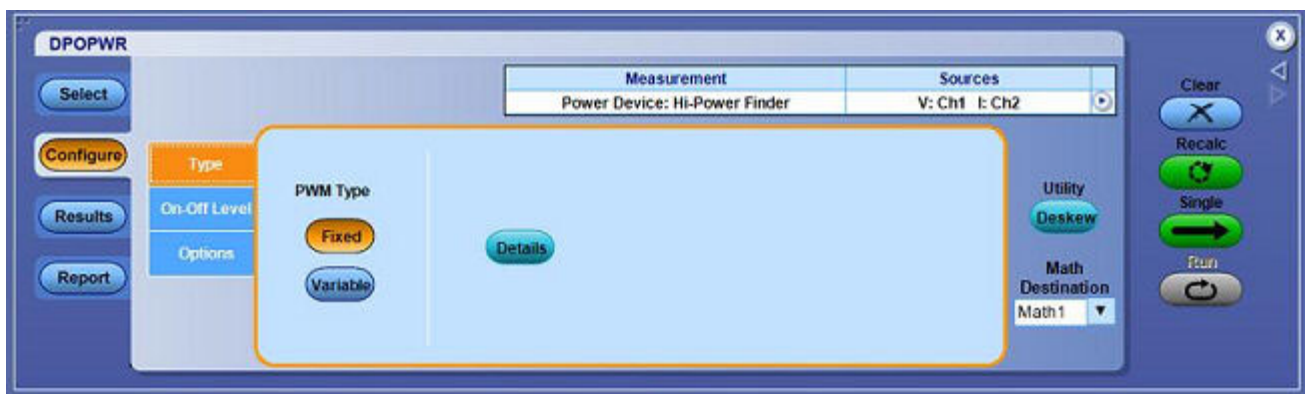 DPOPWR
Select
Configure
Results
Report
Measurement Sources
Power Device: Hi-Power Finder V: Ch1 I: Ch2
Type
On-Off Level
Options
PWM Type
Fixed
Variable
Details
Utility
Deskew
Math
Destination
Math1
X
Clear
Recalc
Single
Run